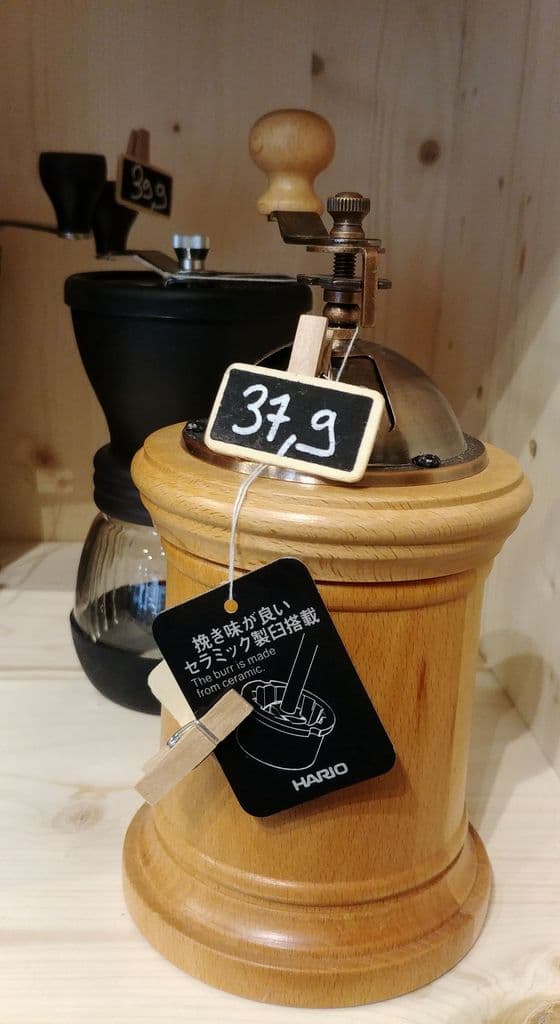 39,9
37,9
挽き味が良い
セラミック製臼搭載
The burr is made
from ceramic.
HARIO